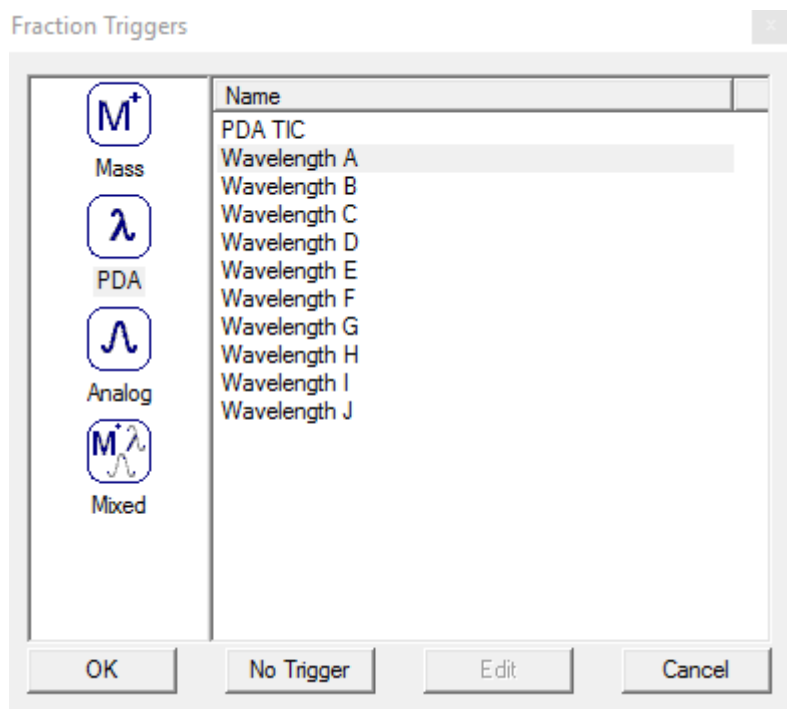 Fraction Triggers
x
M+
Mass
λ
PDA
Analog
M+ λ
Mixed
Name
PDA TIC
Wavelength A
Wavelength B
Wavelength C
Wavelength D
Wavelength E
Wavelength F
Wavelength G
Wavelength H
Wavelength I
Wavelength J
OK
No Trigger
Edit
Cancel